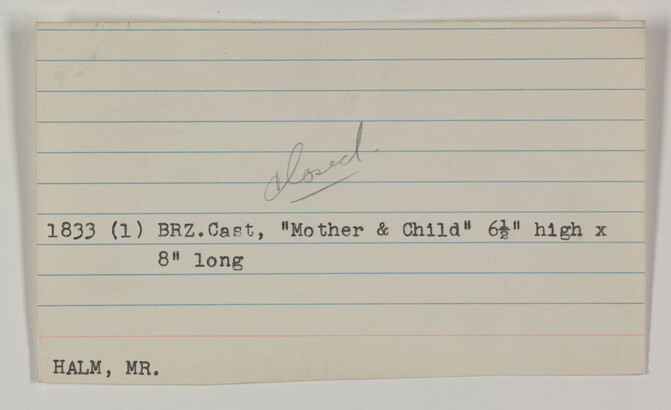 closed.
1833 (1) BRZ.Cast, "Mother & Child" 6½" high x
8" long
HALM, MR.